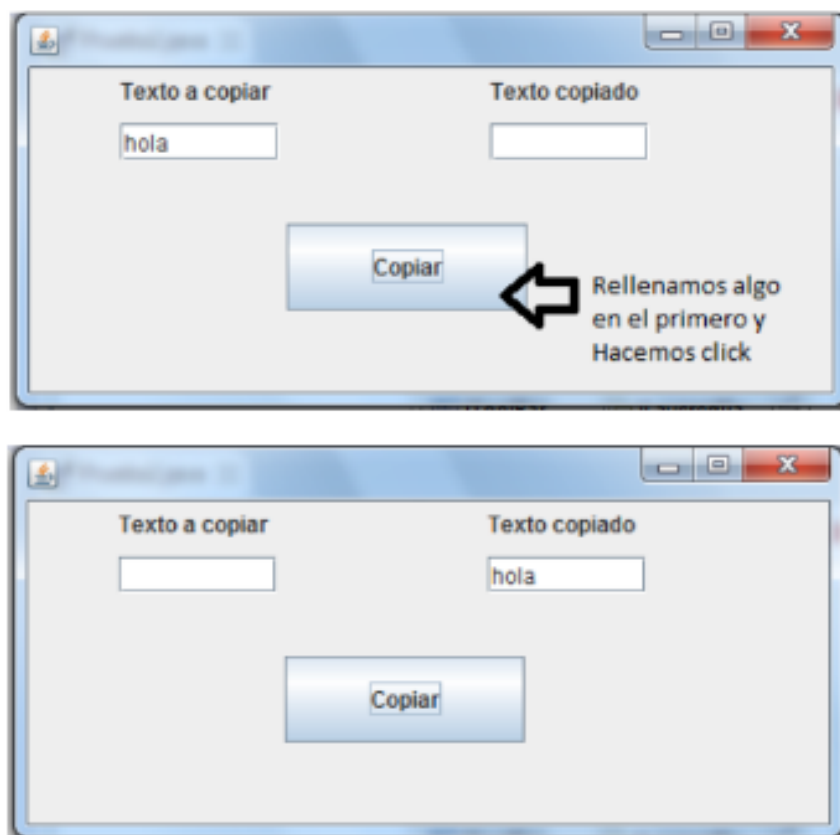 Texto a copiar
Texto copiado
hola
Copiar
Rellenamos algo
en el primero y
Hacemos click
Texto a copiar
Texto copiado
hola
Copiar